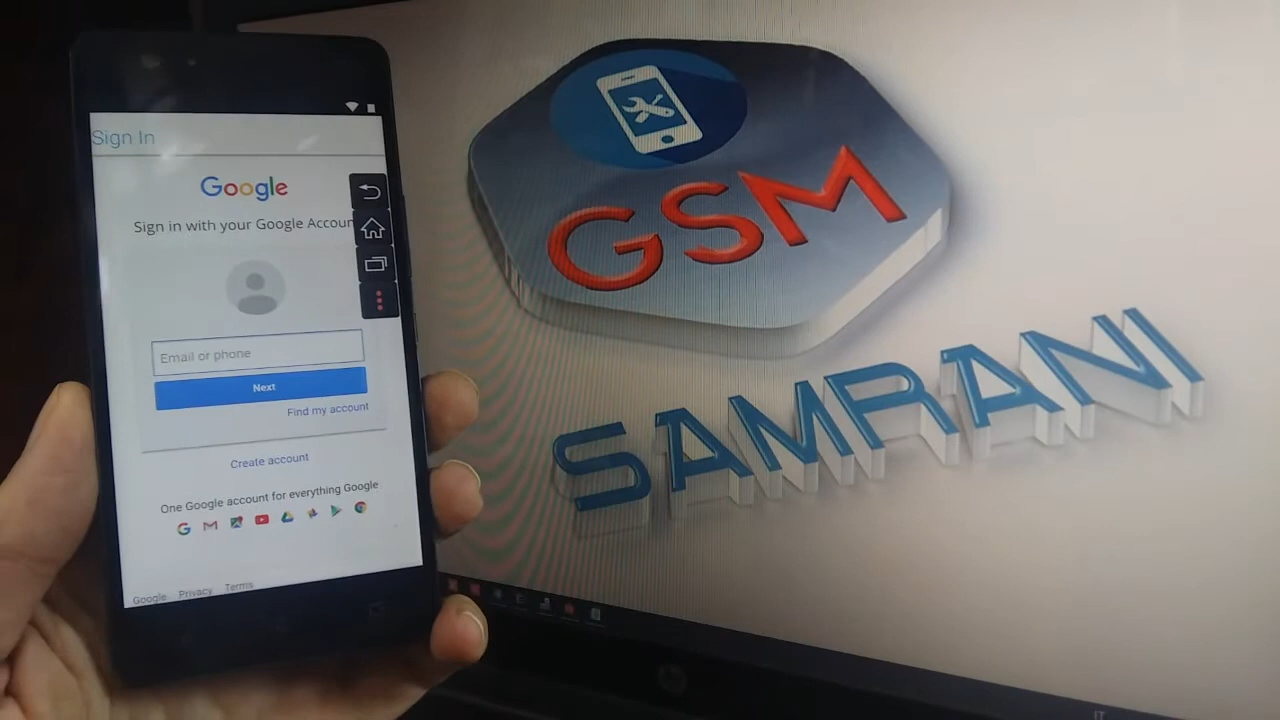 Sign In
Google
Sign in with your Google Accoun
Email or phone
Next
Find my account
Create account
One Google account for everything Google
Google Privacy Terms
GSM
SAMRANI